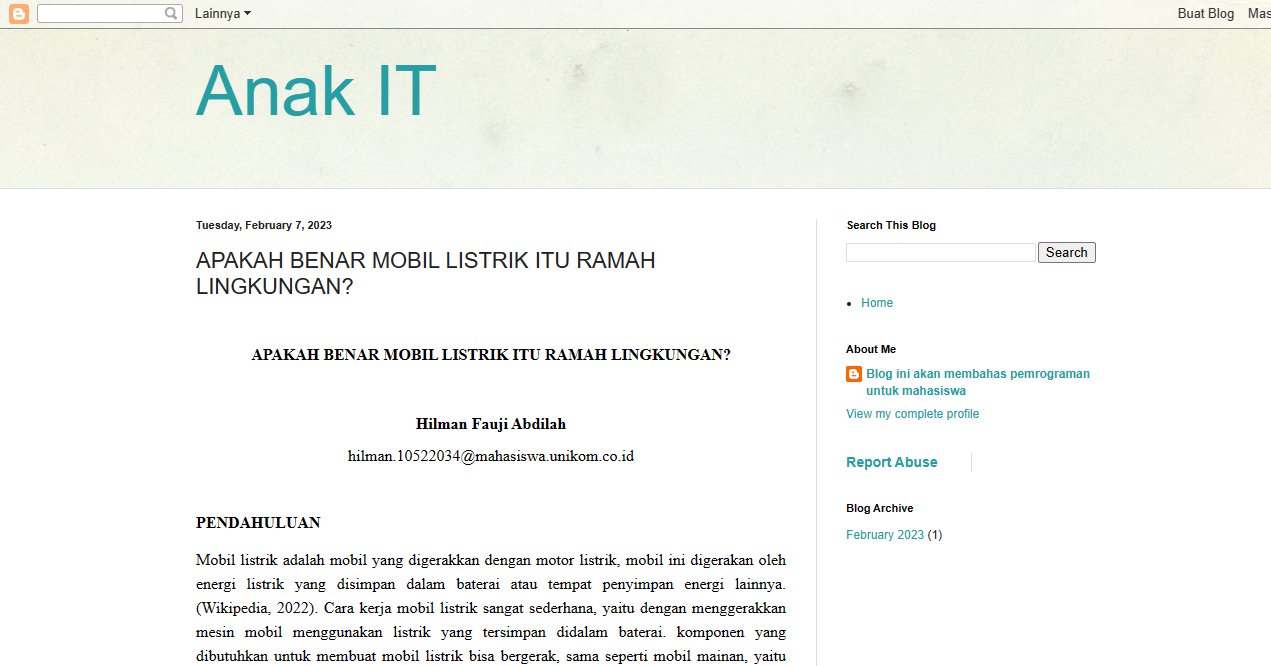 Lainnya
Buat Blog
Anak IT
Tuesday, February 7, 2023
APAKAH BENAR MOBIL LISTRIK ITU RAMAH
LINGKUNGAN?
APAKAH BENAR MOBIL LISTRIK ITU RAMAH LINGKUNGAN?
Hilman Fauji Abdilah
hilman.10522034@mahasiswa.unikom.co.id
PENDAHULUAN
Mobil listrik adalah mobil yang digerakkan dengan motor listrik, mobil ini digerakan oleh
energi listrik yang disimpan dalam baterai atau tempat penyimpan energi lainnya.
(Wikipedia, 2022). Cara kerja mobil listrik sangat sederhana, yaitu dengan menggerakkan
mesin mobil menggunakan listrik yang tersimpan didalam baterai. komponen yang
dibutuhkan untuk membuat mobil listrik bisa bergerak, sama seperti mobil mainan, yaitu
Search This Blog
Search
Home
About Me
Blog ini akan membahas pemrograman
untuk mahasiswa
View my complete profile
Report Abuse
Blog Archive
February 2023 (1)